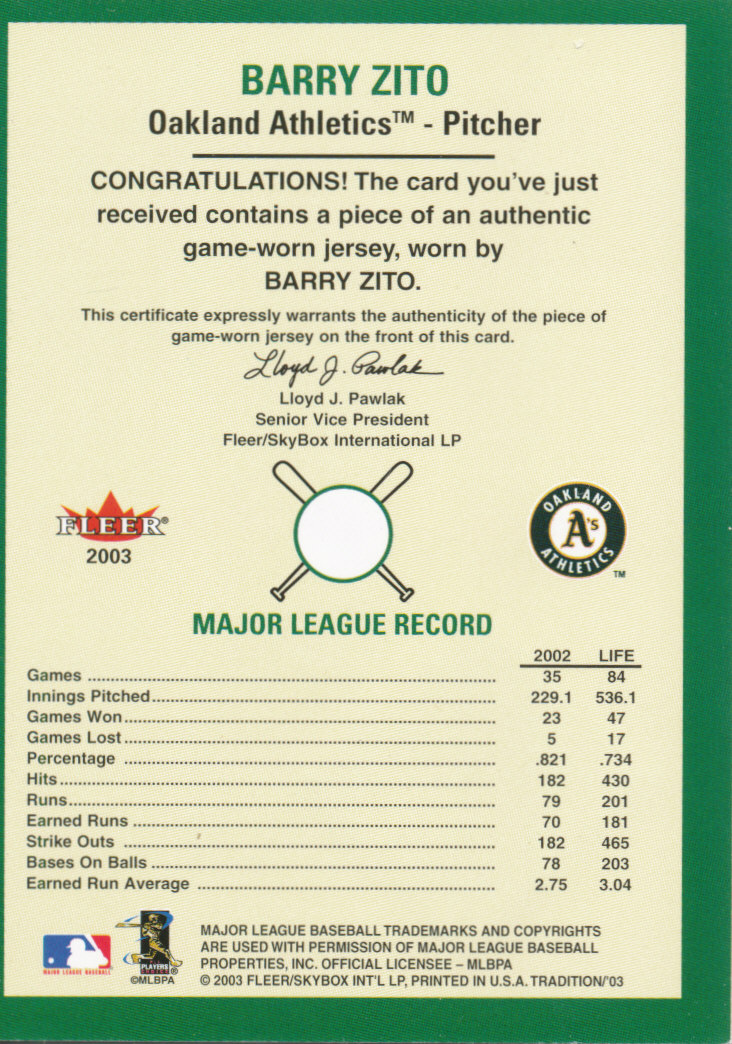 BARRY ZITO
Oakland Athletics™ - Pitcher
CONGRATULATIONS! The card you've just
received contains a piece of an authentic
game-worn jersey, worn by
BARRY ZITO.
This certificate expressly warrants the authenticity of the piece of
game-worn jersey on the front of this card.
Lloyd J. Pawlak
Lloyd J. Pawlak
Senior Vice President
Fleer/SkyBox International LP
FLEER®
2003
OAKLAND
A's
ATHLETICS
™
MAJOR LEAGUE RECORD
2002 LIFE
Games 35 84
Innings Pitched 229.1 536.1
Games Won 23 47
Games Lost 5 17
Percentage .821 .734
Hits 182 430
Runs 79 201
Earned Runs 70 181
Strike Outs 182 465
Bases On Balls 78 203
Earned Run Average 2.75 3.04
MAJOR LEAGUE BASEBALL
PLAYERS
CHOICE ®
©MLBPA
MAJOR LEAGUE BASEBALL TRADEMARKS AND COPYRIGHTS
ARE USED WITH PERMISSION OF MAJOR LEAGUE BASEBALL
PROPERTIES, INC. OFFICIAL LICENSEE – MLBPA
© 2003 FLEER/SKYBOX INT'L LP, PRINTED IN U.S.A. TRADITION/'03